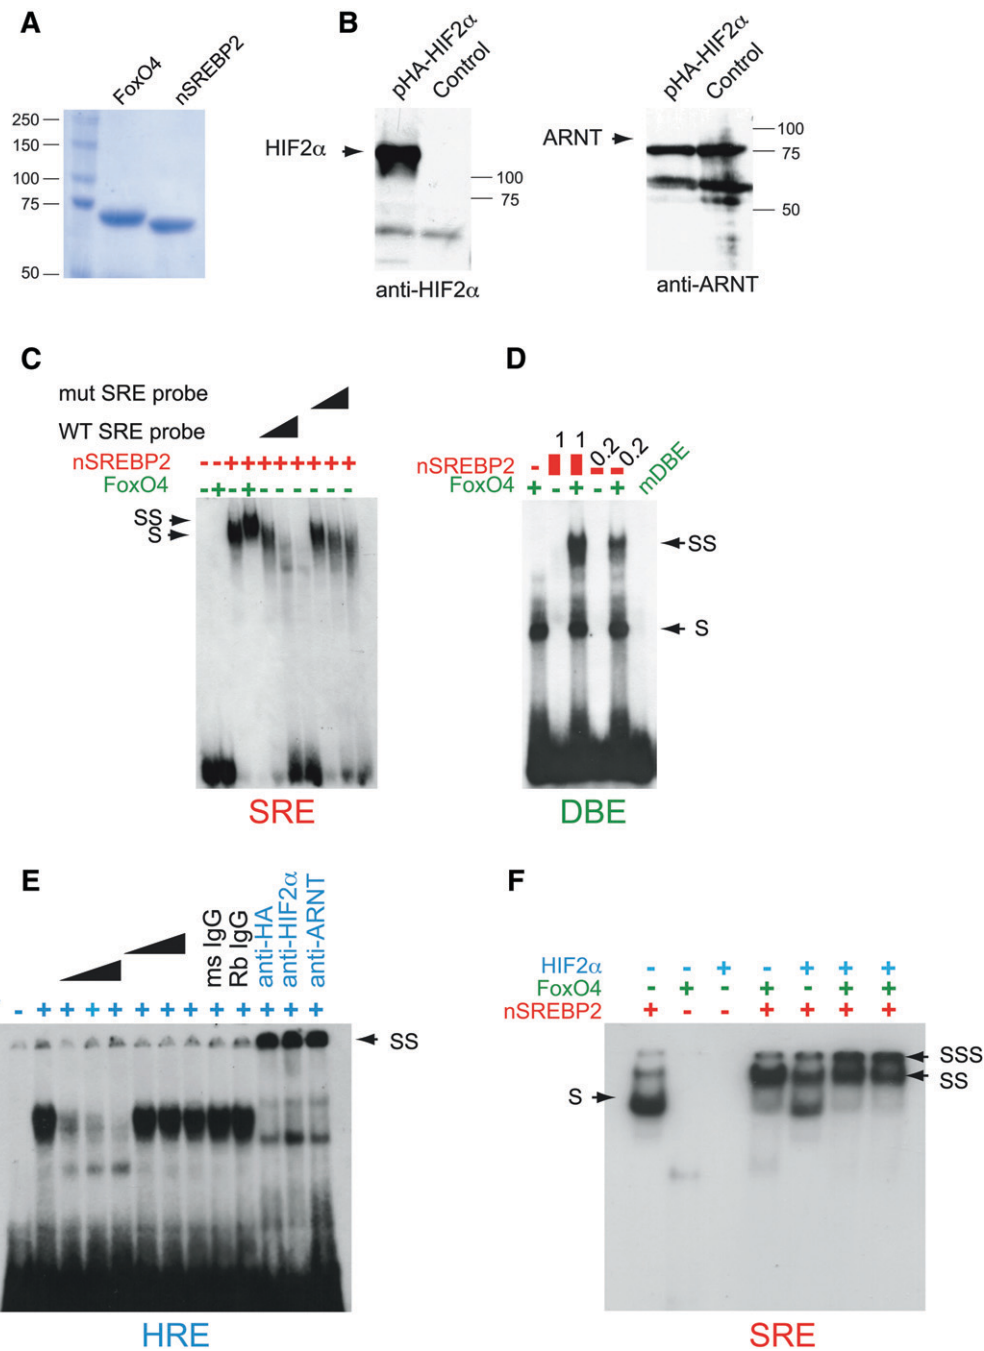 A
FoxO4
nSREBP2
250
150
100
75
50
B
pHA-HIF2α
Control
HIF2α
100
75
anti-HIF2α
pHA-HIF2α
Control
ARNT
100
75
50
anti-ARNT
C
mut SRE probe
WT SRE probe
nSREBP2 - - + + + + + + + +
FoxO4 - + - + - - - - - -
SS
S
SRE
D
1 1 0.2 0.2
nSREBP2 -
mDBE
FoxO4 + - + - +
SS
S
DBE
E
ms IgG
Rb IgG
anti-HA
anti-HIF2α
anti-ARNT
- + + + + + + + + + + + +
SS
HRE
F
HIF2α - - + - + + +
FoxO4 - + - + - + +
nSREBP2 + - - + + + +
SSS
SS
S
SRE